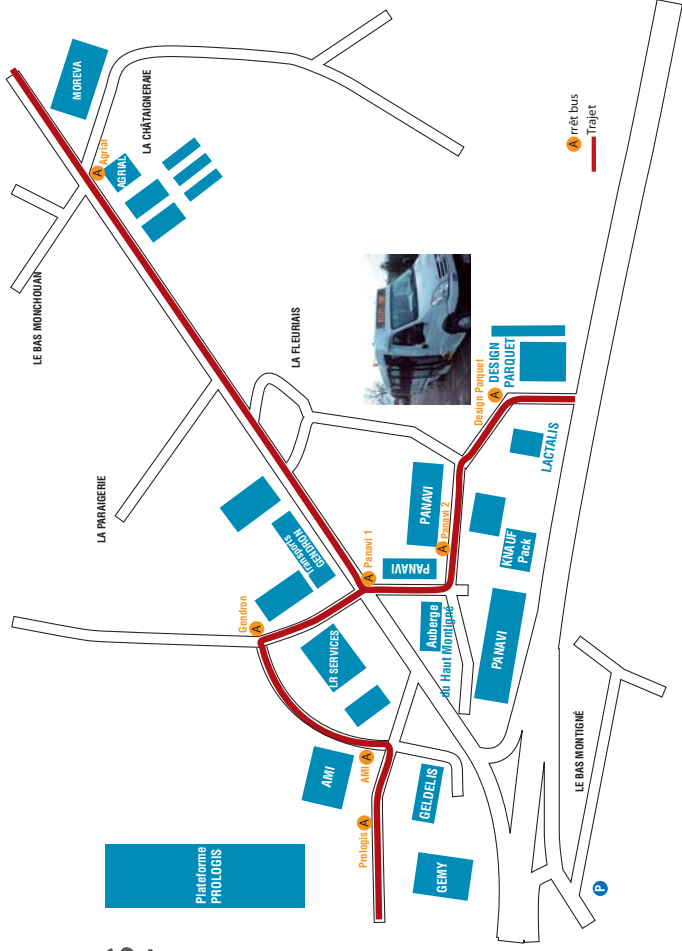 MOREVA
A Agrial
AGRIAL
LA CHÂTAIGNERAIE
LE BAS MONCHOUAN
A rrêt bus
Trajet
LA FLEURIAIS
LA PARAIGERIE
Design Parquet
A DESIGN
PARQUET
LACTALIS
Transports
GENDRON
PANAVI
A Panavi 2
A Panavi 1
PANAVI
KNAUF
Pack
Gendron
A
Auberge
du Haut Montigné
LR SERVICES
PANAVI
AMI
AMI A
GELDELIS
LE BAS MONTIGNÉ
Prologis A
Plateforme
PROLOGIS
GEMY
P